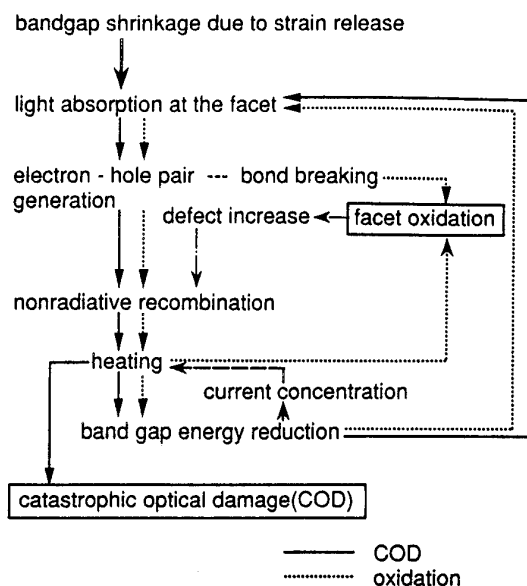 bandgap shrinkage due to strain release
light absorption at the facet
electron - hole pair --- bond breaking
generation
defect increase
facet oxidation
nonradiative recombination
heating
current concentration
band gap energy reduction
catastrophic optical damage(COD)
COD
oxidation